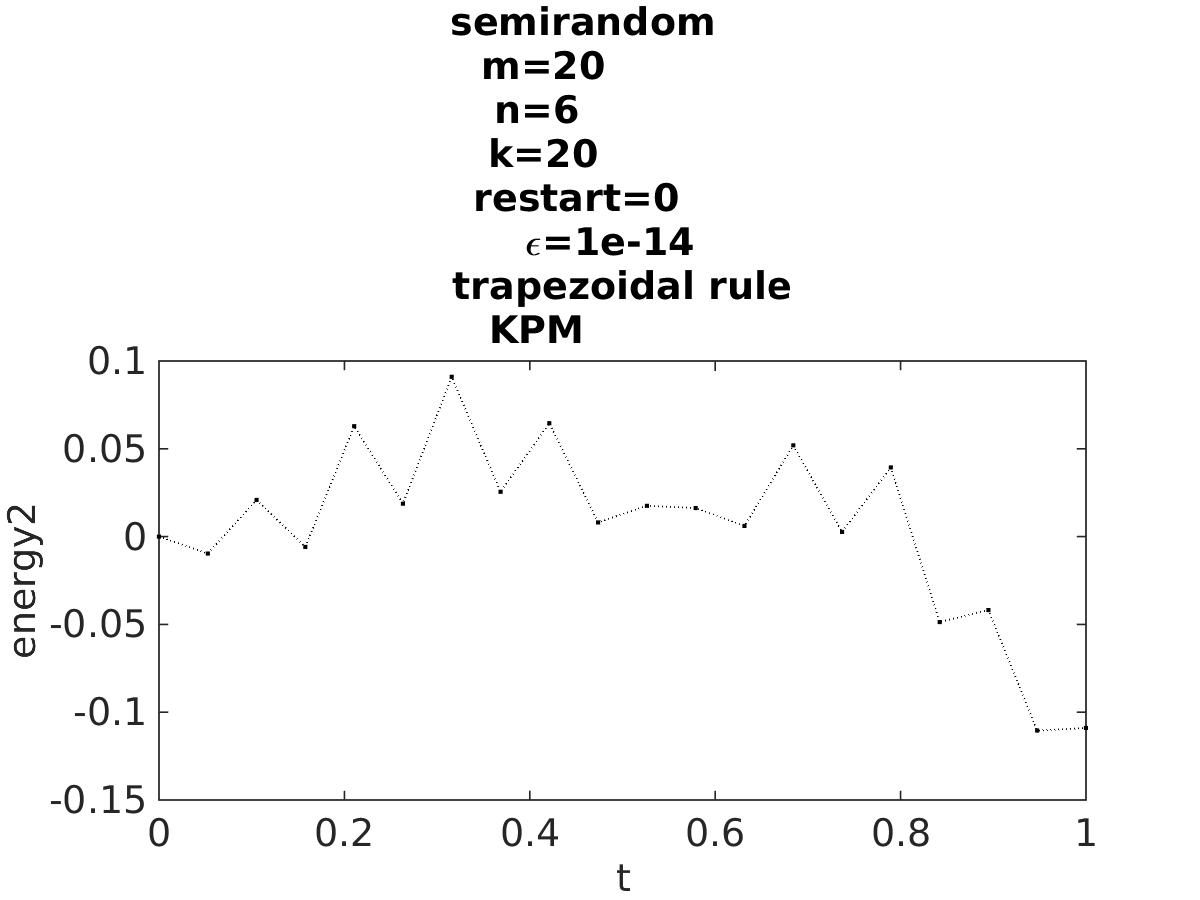 semirandom
m=20
n=6
k=20
restart=0
ϵ=1e-14
trapezoidal rule
KPM
0.1
0.05
0
-0.05
-0.1
-0.15
energy2
0 0.2 0.4 0.6 0.8 1
t